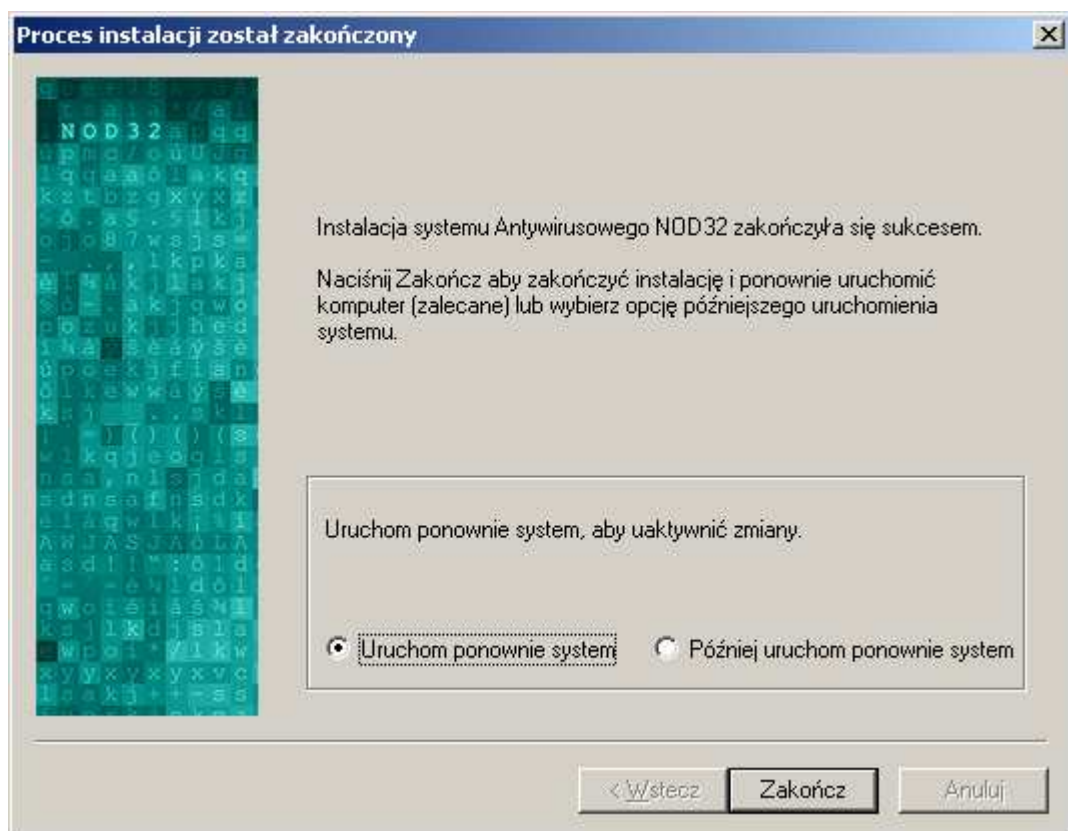 Proces instalacji został zakończony
NOD32
Instalacja systemu Antywirusowego NOD32 zakończyła się sukcesem.
Naciśnij Zakończ aby zakończyć instalację i ponownie uruchomić
komputer (zalecane) lub wybierz opcję późniejszego uruchomienia
systemu.
Uruchom ponownie system, aby uaktywnić zmiany.
Uruchom ponownie system
Później uruchom ponownie system
< Wstecz
Zakończ
Anuluj